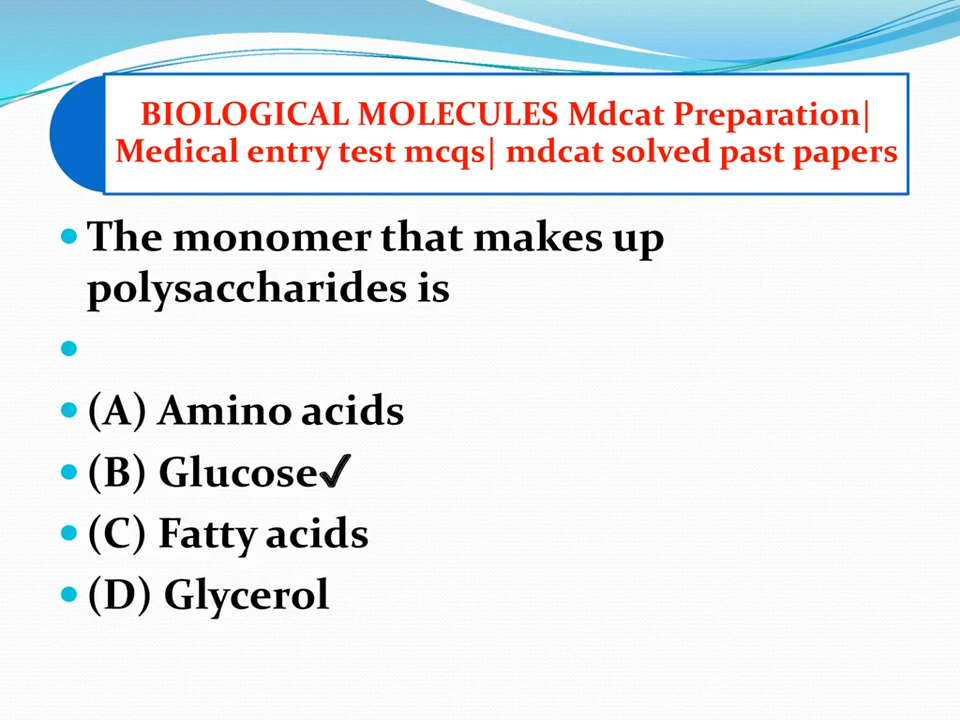 BIOLOGICAL MOLECULES Mdcat Preparation|
Medical entry test mcqs| mdcat solved past papers
• The monomer that makes up
polysaccharides is
•
• (A) Amino acids
• (B) Glucose✓
• (C) Fatty acids
• (D) Glycerol